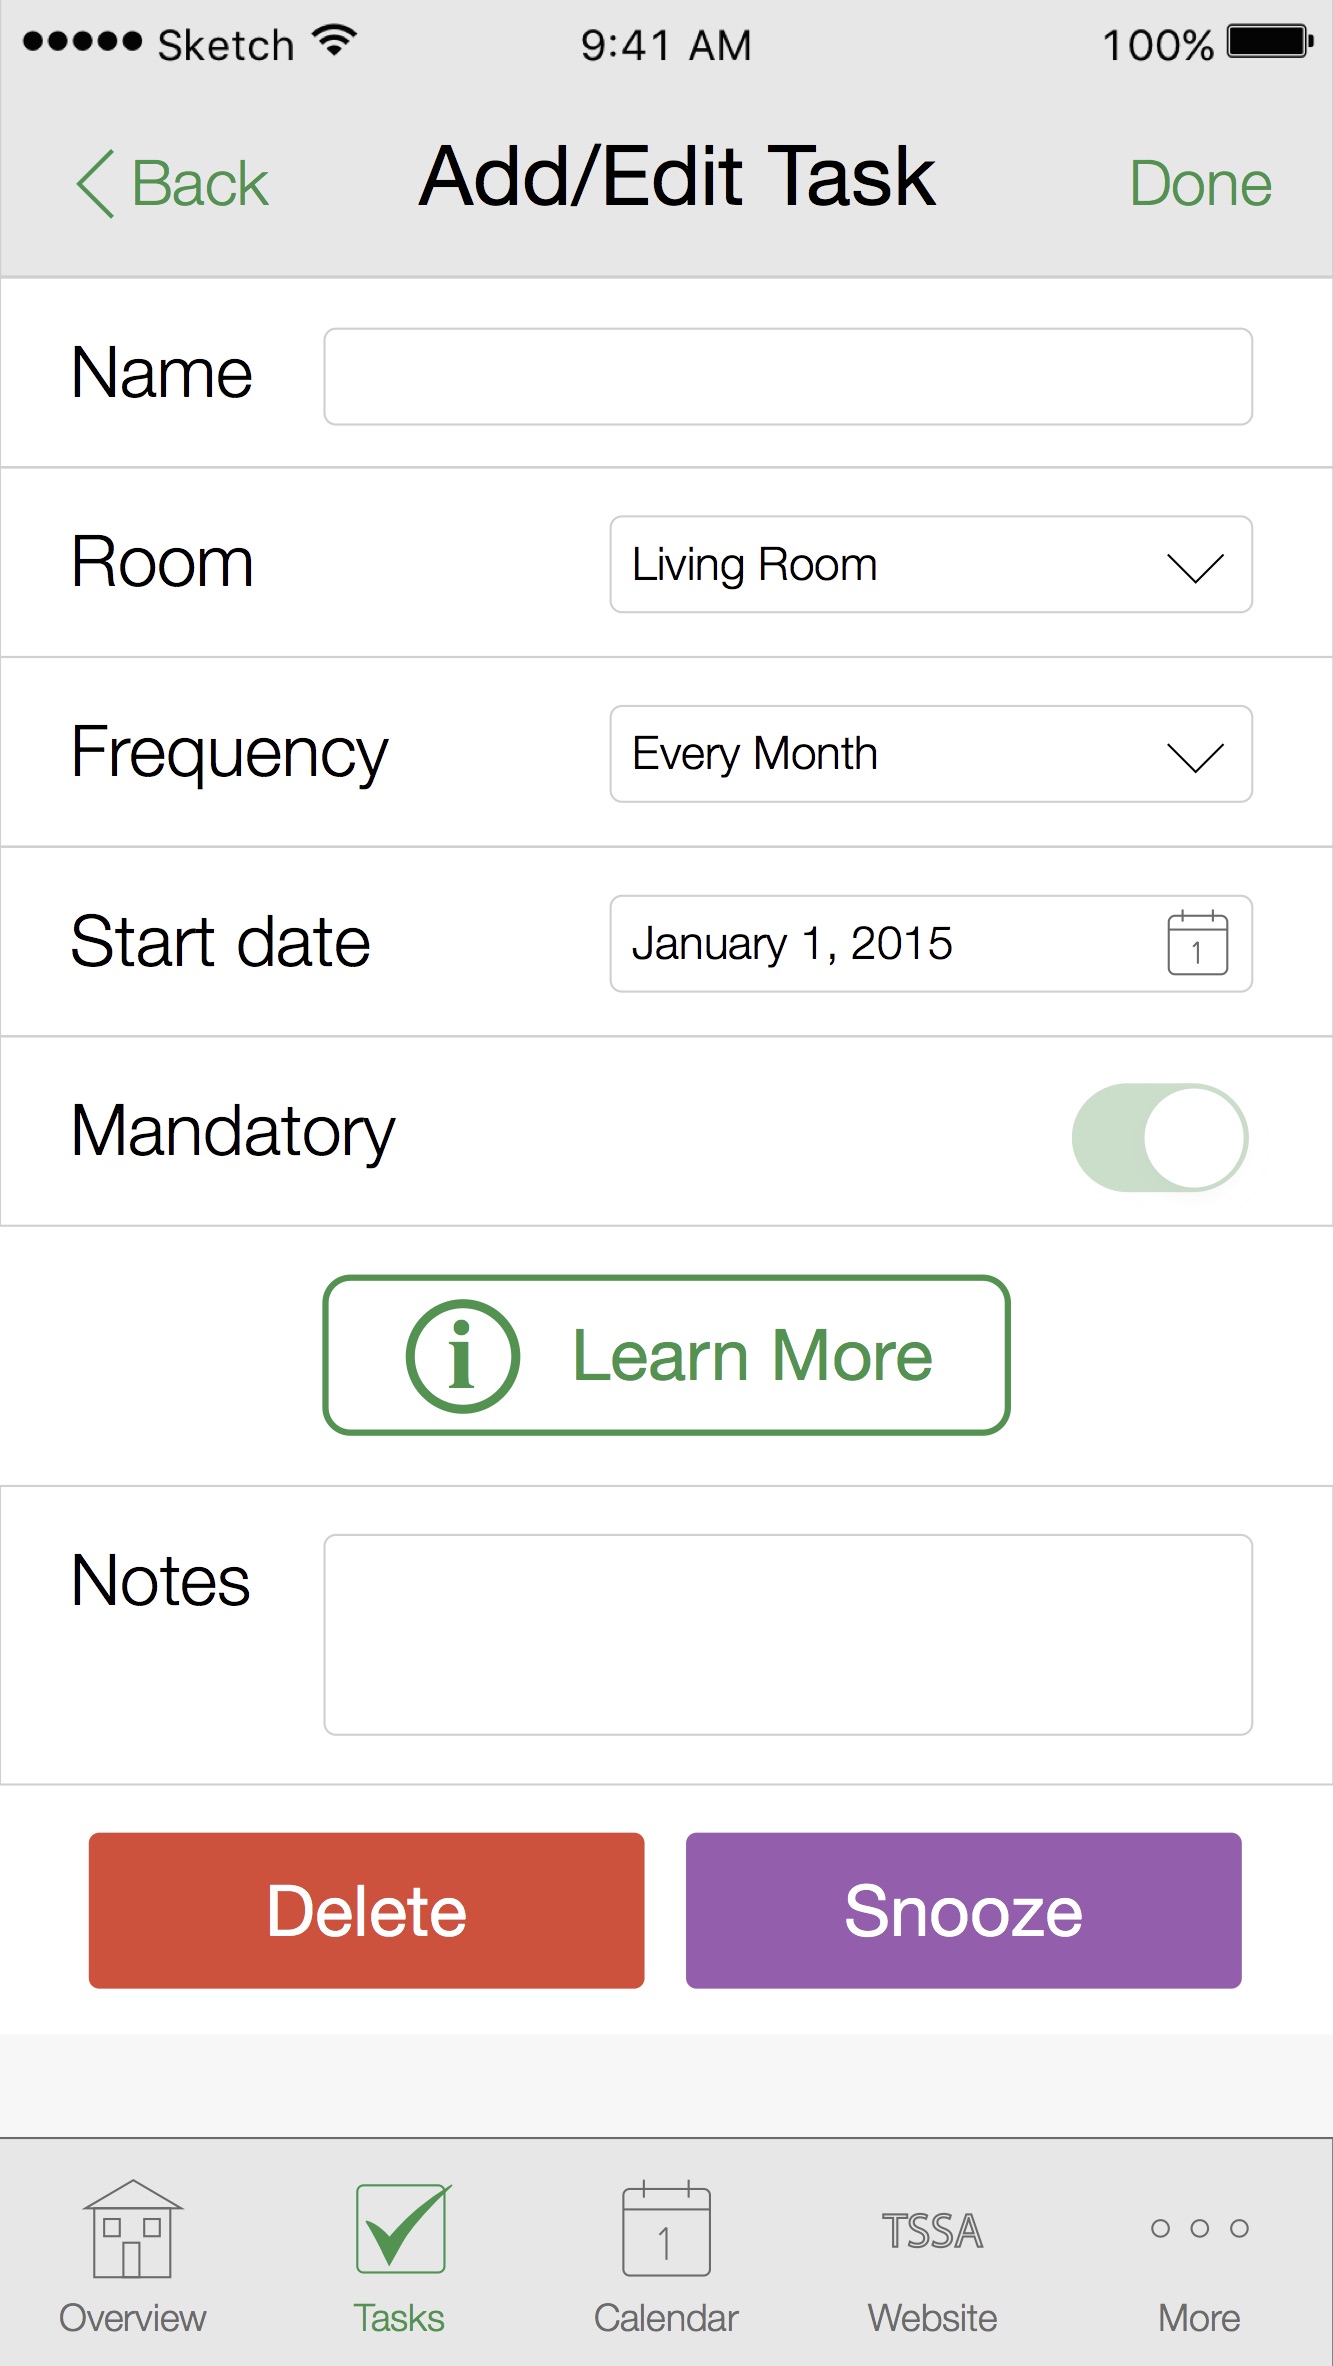 Sketch 9:41 AM 100%
Back Add/Edit Task Done
Name
Room Living Room
Frequency Every Month
Start date January 1, 2015 1
Mandatory
i Learn More
Notes
Delete Snooze
1 TSSA
Overview Tasks Calendar Website More